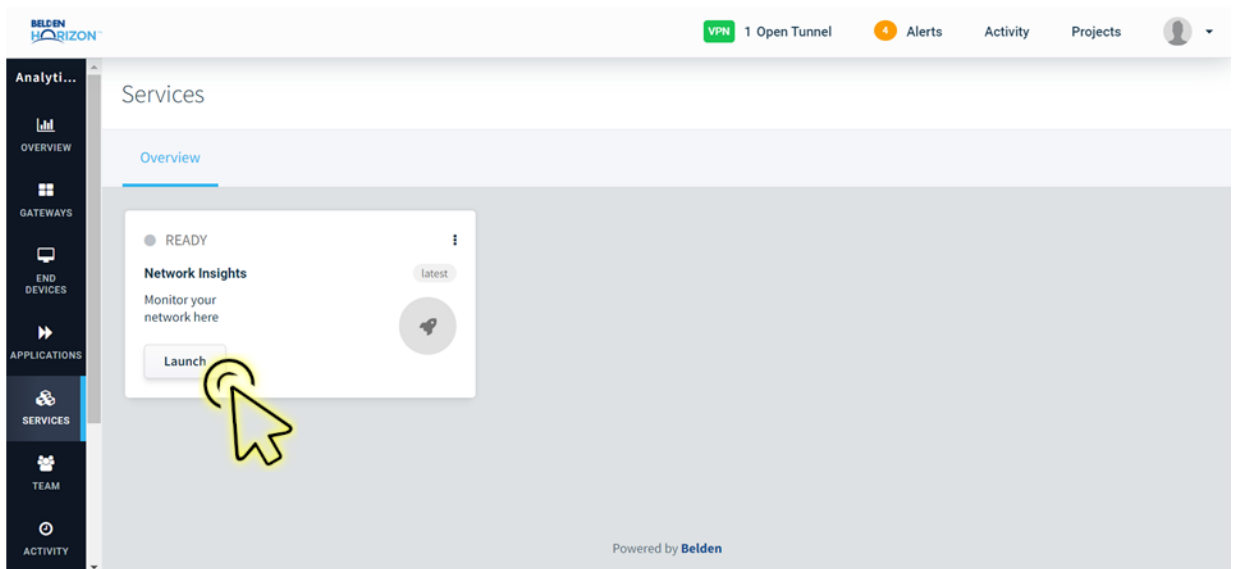 BELDEN
HORIZON™
VPN 1 Open Tunnel
4 Alerts
Activity
Projects
Analyti...
OVERVIEW
GATEWAYS
END
DEVICES
APPLICATIONS
SERVICES
TEAM
ACTIVITY
Services
Overview
READY
Network Insights
latest
Monitor your
network here
Launch
Powered by Belden